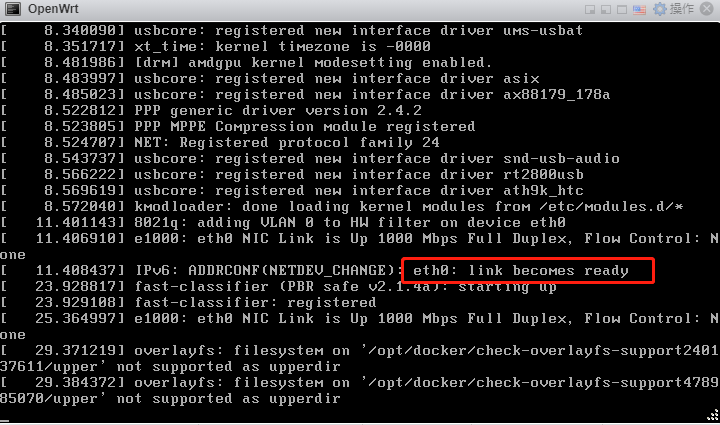 OpenWrt
操作
[    8.340090] usbcore: registered new interface driver ums-usbat
[    8.351717] xt_time: kernel timezone is -0000
[    8.481986] [drm] amdgpu kernel modesetting enabled.
[    8.483997] usbcore: registered new interface driver asix
[    8.485023] usbcore: registered new interface driver ax88179_178a
[    8.522812] PPP generic driver version 2.4.2
[    8.523805] PPP MPPE Compression module registered
[    8.524707] NET: Registered protocol family 24
[    8.543737] usbcore: registered new interface driver snd-usb-audio
[    8.566222] usbcore: registered new interface driver rt2800usb
[    8.569619] usbcore: registered new interface driver ath9k_htc
[    8.572040] kmodloader: done loading kernel modules from /etc/modules.d/*
[   11.401143] 8021q: adding VLAN 0 to HW filter on device eth0
[   11.406910] e1000: eth0 NIC Link is Up 1000 Mbps Full Duplex, Flow Control: N
one
[   11.408437] IPv6: ADDRCONF(NETDEV_CHANGE): eth0: link becomes ready
[   23.928817] fast-classifier (PBR safe v2.1.4a): starting up
[   23.929108] fast-classifier: registered
[   25.364997] e1000: eth0 NIC Link is Up 1000 Mbps Full Duplex, Flow Control: N
one
[   29.371219] overlayfs: filesystem on '/opt/docker/check-overlayfs-support2401
37611/upper' not supported as upperdir
[   29.384372] overlayfs: filesystem on '/opt/docker/check-overlayfs-support4789
85070/upper' not supported as upperdir